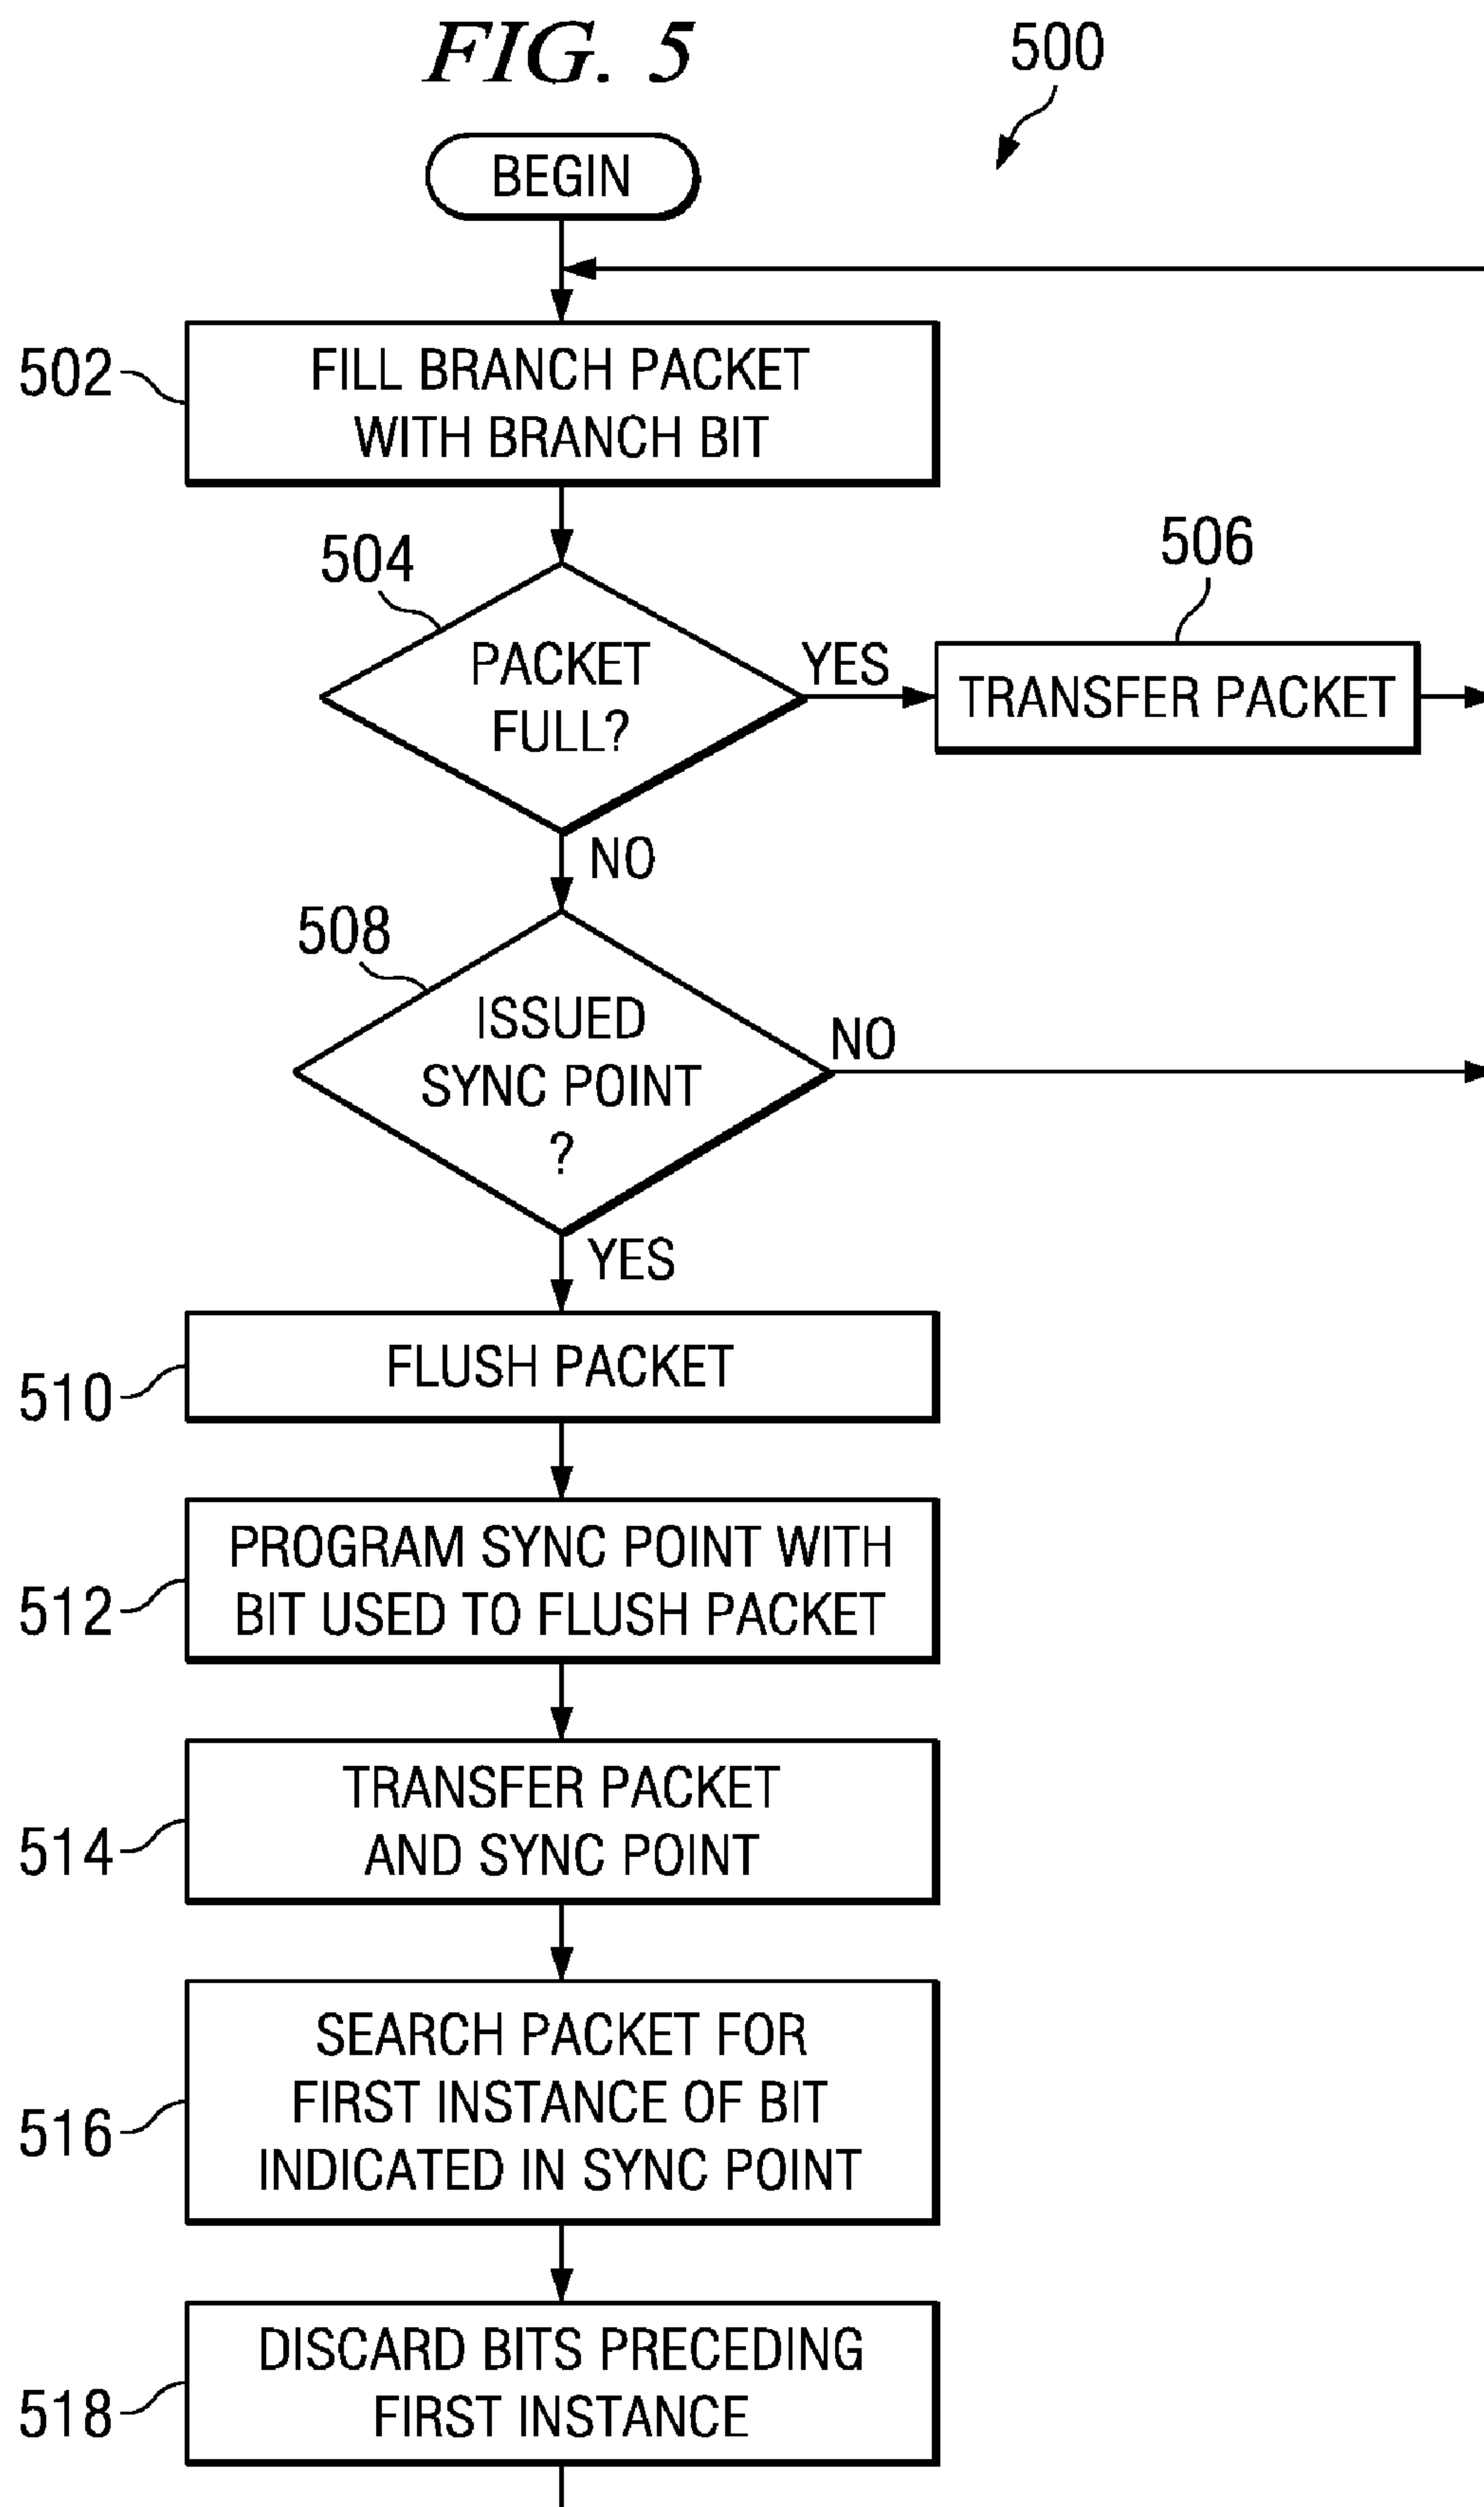 FIG. 5
500
BEGIN
502
FILL BRANCH PACKET
WITH BRANCH BIT
504
PACKET
FULL?
YES
506
TRANSFER PACKET
NO
508
ISSUED
SYNC POINT
?
NO
YES
510
FLUSH PACKET
512
PROGRAM SYNC POINT WITH
BIT USED TO FLUSH PACKET
514
TRANSFER PACKET
AND SYNC POINT
516
SEARCH PACKET FOR
FIRST INSTANCE OF BIT
INDICATED IN SYNC POINT
518
DISCARD BITS PRECEDING
FIRST INSTANCE